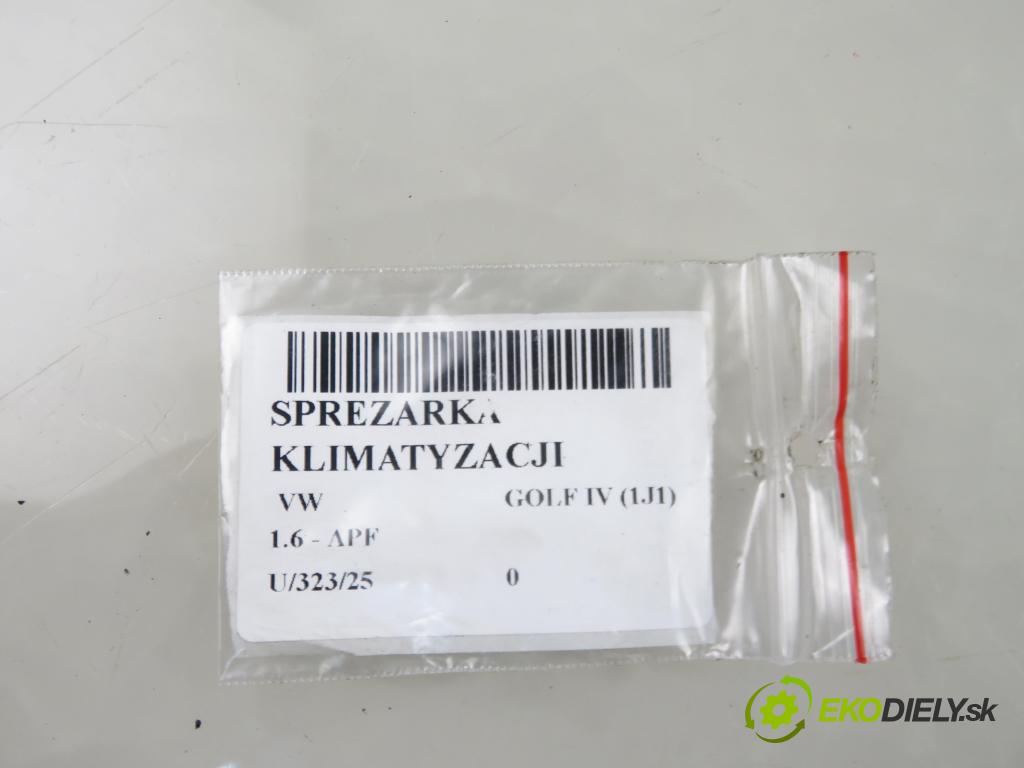 SPREZARKA
KLIMATYZACJI
VW GOLF IV (1J1)
1.6 - APF
U/323/25 0
EKODIELY.sk